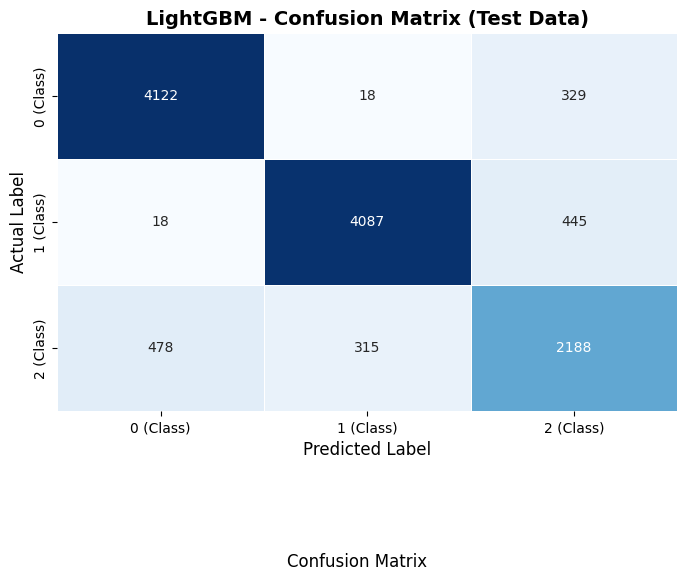 LightGBM - Confusion Matrix (Test Data)
Actual Label
0 (Class)
4122 18 329
1 (Class)
18 4087 445
2 (Class)
478 315 2188
0 (Class) 1 (Class) 2 (Class)
Predicted Label
Confusion Matrix